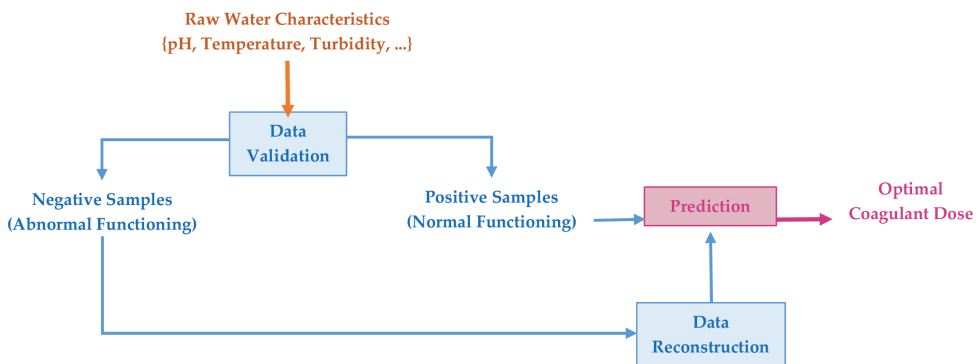 Raw Water Characteristics
{pH, Temperature, Turbidity, ...}
Data
Validation
Negative Samples
(Abnormal Functioning)
Positive Samples
(Normal Functioning)
Prediction
Optimal
Coagulant Dose
Data
Reconstruction